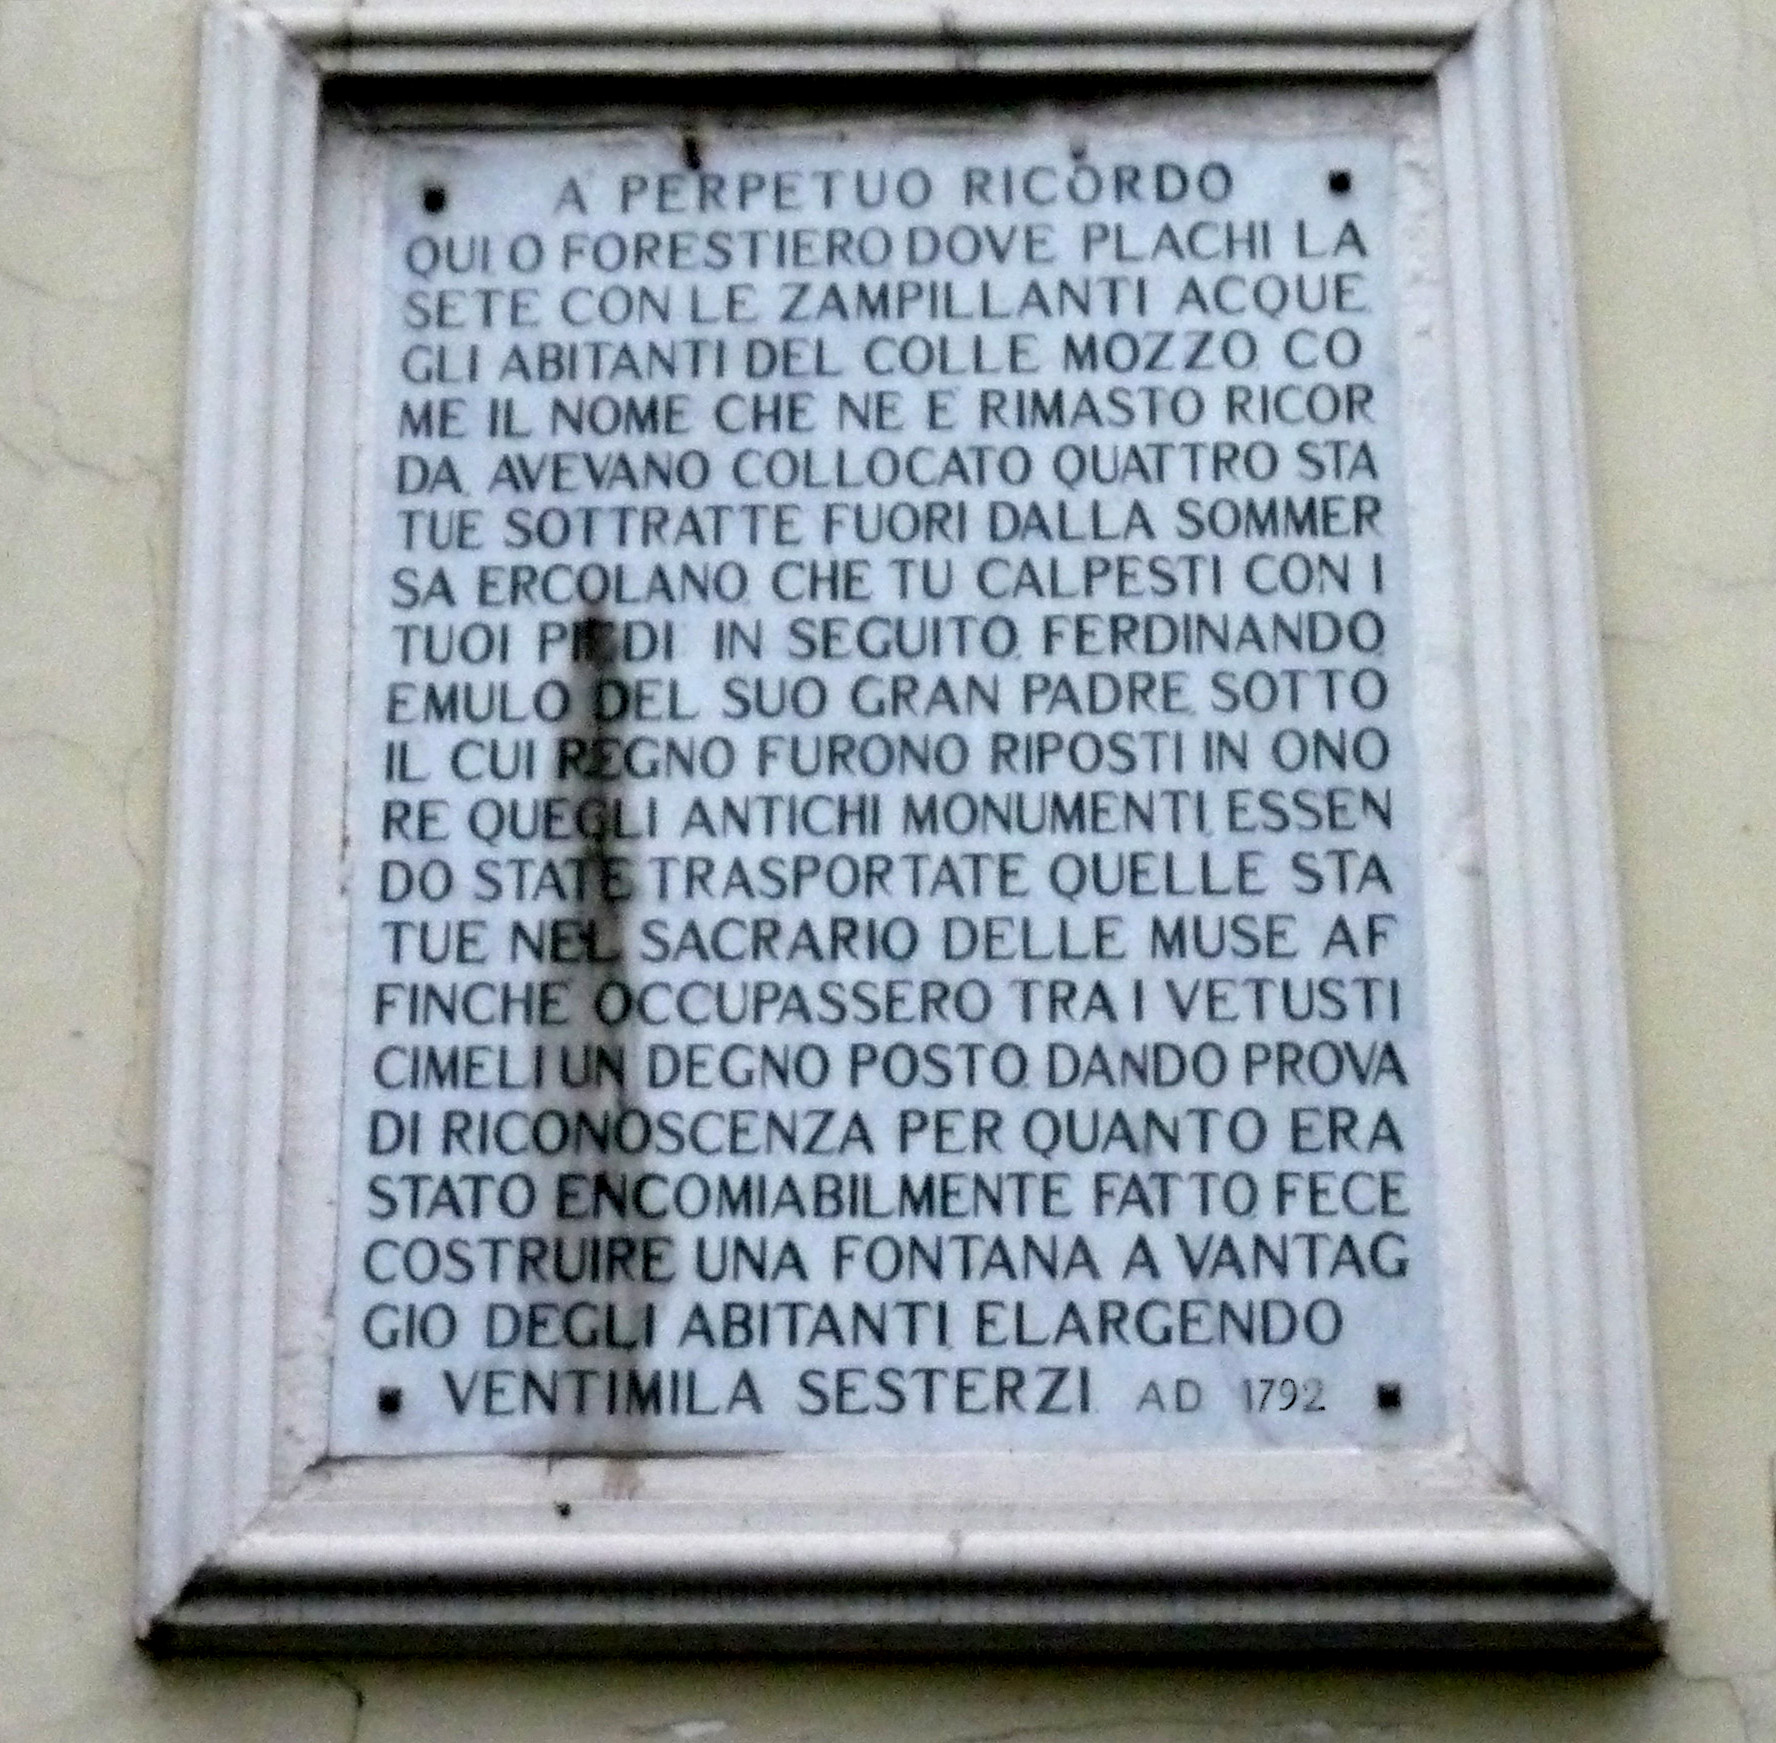 A PERPETUO RICORDO
QUI O FORESTIERO DOVE PLACHI LA
SETE CON LE ZAMPILLANTI ACQUE
GLI ABITANTI DEL COLLE MOZZO CO
ME IL NOME CHE NE E' RIMASTO RICOR
DA AVEVANO COLLOCATO QUATTRO STA
TUE SOTTRATTE FUORI DALLA SOMMER
SA ERCOLANO CHE TU CALPESTI CON I
TUOI PIEDI IN SEGUITO FERDINANDO
EMULO DEL SUO GRAN PADRE SOTTO
IL CUI REGNO FURONO RIPOSTI IN ONO
RE QUEGLI ANTICHI MONUMENTI ESSEN
DO STATE TRASPORTATE QUELLE STA
TUE NEL SACRARIO DELLE MUSE AF
FINCHE OCCUPASSERO TRA I VETUSTI
CIMELI UN DEGNO POSTO DANDO PROVA
DI RICONOSCENZA PER QUANTO ERA
STATO ENCOMIABILMENTE FATTO FECE
COSTRUIRE UNA FONTANA A VANTAG
GIO DEGLI ABITANTI ELARGENDO
VENTIMILA SESTERZI AD 1792